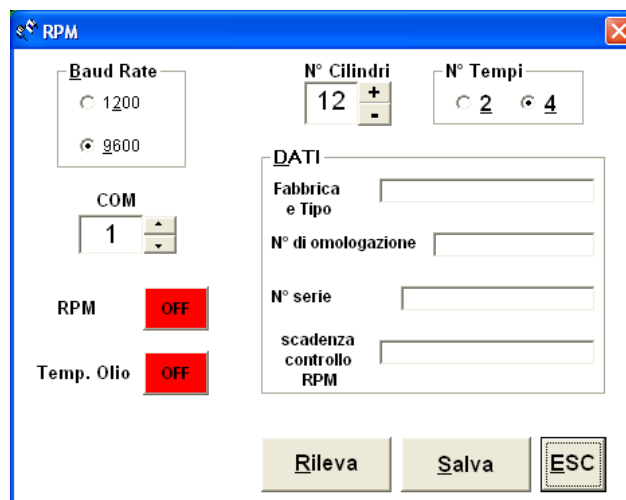 RPM
Baud Rate
1200
9600
N° Cilindri
12
+
-
N° Tempi
2 4
COM
1
RPM OFF
Temp. Olio OFF
DATI
Fabbrica
e Tipo
N° di omologazione
N° serie
scadenza
controllo
RPM
Rileva Salva ESC